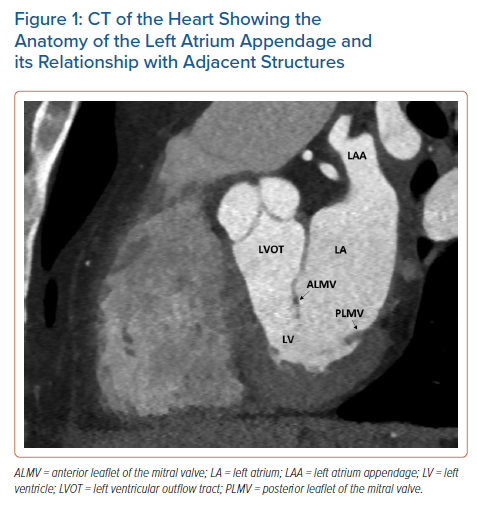 Figure 1: CT of the Heart Showing the
Anatomy of the Left Atrium Appendage and
its Relationship with Adjacent Structures
LAA
LVOT
LA
ALMV
PLMV
LV
ALMV = anterior leaflet of the mitral valve; LA = left atrium; LAA = left atrium appendage; LV = left
ventricle; LVOT = left ventricular outflow tract; PLMV = posterior leaflet of the mitral valve.